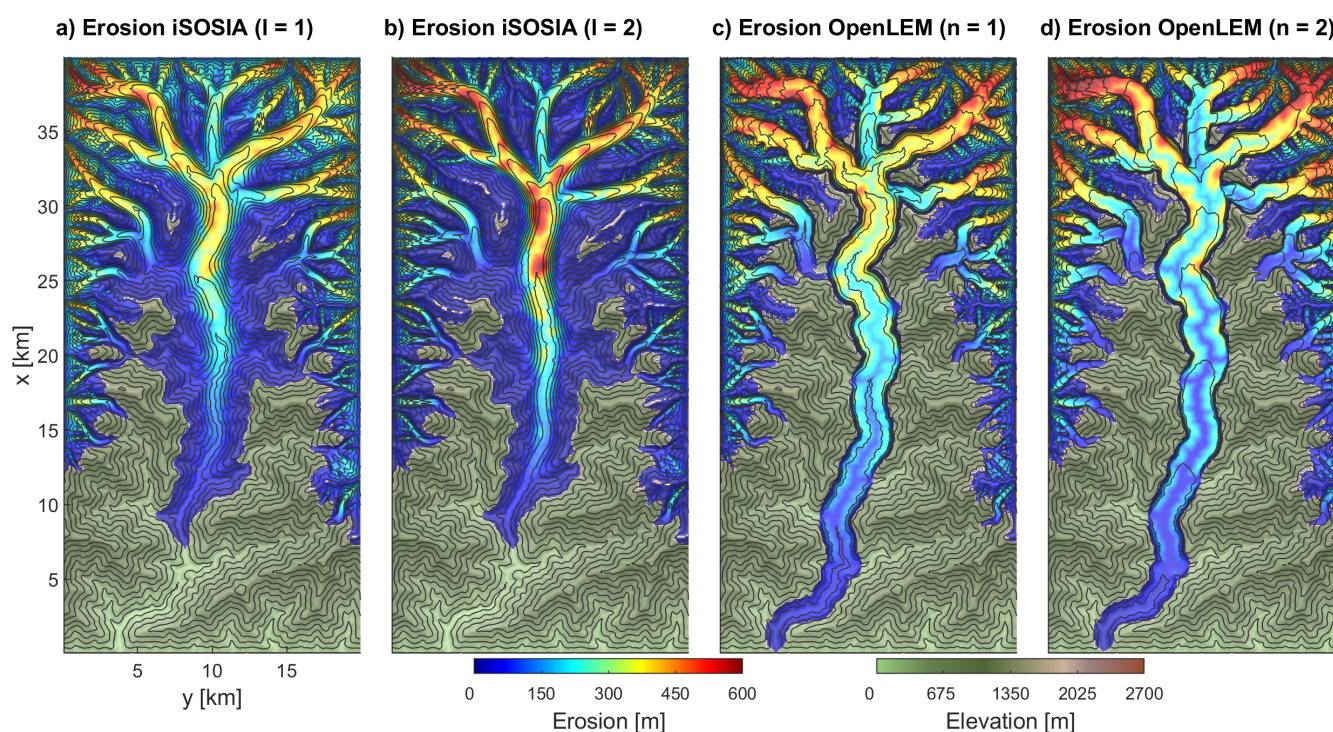 a) Erosion iSOSIA (l = 1)
b) Erosion iSOSIA (l = 2)
c) Erosion OpenLEM (n = 1)
d) Erosion OpenLEM (n = 2)
35
30
25
20
15
10
5
x [km]
5 10 15
y [km]
0 150 300 450 600
Erosion [m]
0 675 1350 2025 2700
Elevation [m]